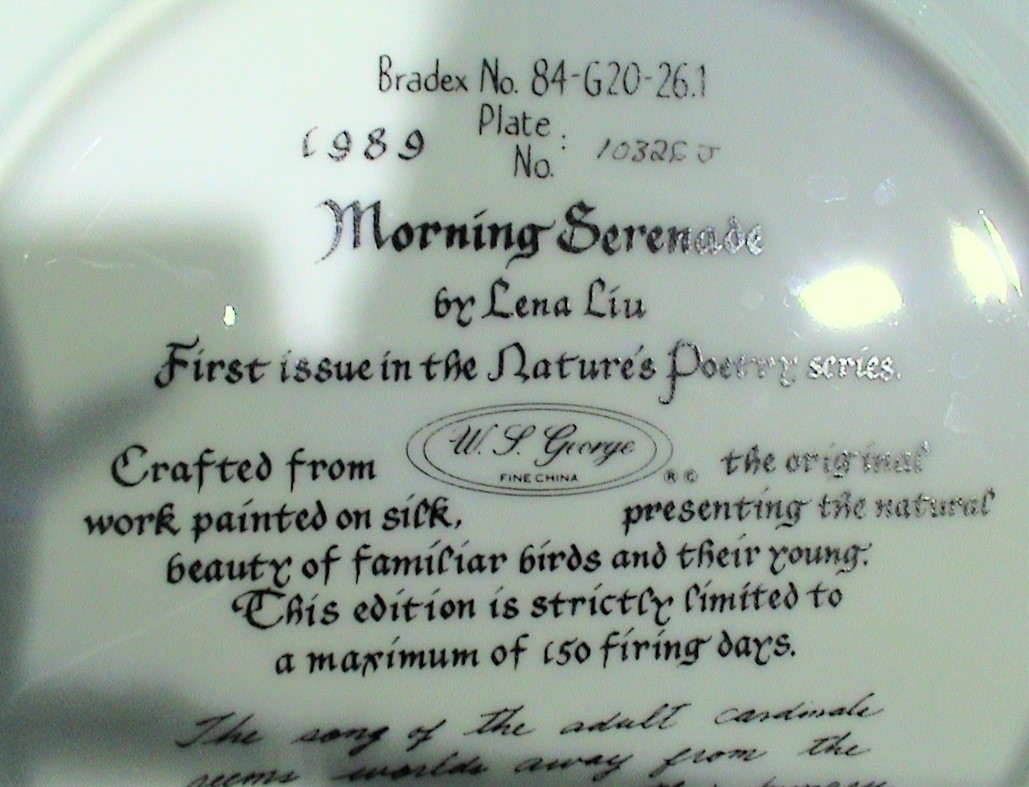 Bradex No. 84-G20-26.1
1989 Plate No.:
Morning Serenade
by Lena Liu
First issue in the Nature's Poetry series.
W. S. George
FINE CHINA
® ©
Crafted from the original
work painted on silk, presenting the natural
beauty of familiar birds and their young.
This edition is strictly limited to
a maximum of 150 firing days.
The song of the adult cardinals
seems worlds away from the